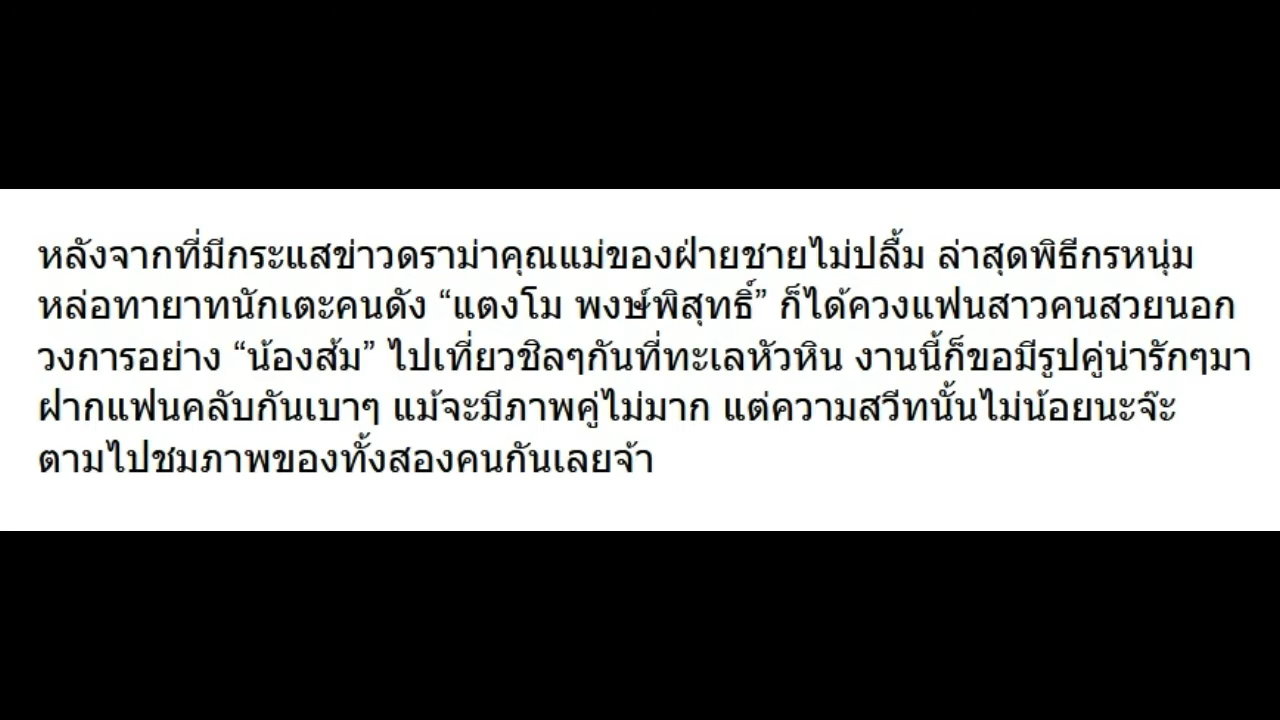 หลังจากที่มีกระแสข่าวดราม่าคุณแม่ของฝ่ายชายไม่ปลื้ม ล่าสุดพิธีกรหนุ่ม
หล่อทายาทนักเตะคนดัง “แตงโม พงษ์พิสุทธิ์” ก็ได้ควงแฟนสาวคนสวยนอก
วงการอย่าง “น้องส้ม” ไปเที่ยวชิลๆกันที่ทะเลหัวหิน งานนี้ก็ขอมีรูปคู่น่ารักๆมา
ฝากแฟนคลับกันเบาๆ แม้จะมีภาพคู่ไม่มาก แต่ความสวีทนั้นไม่น้อยนะจ๊ะ
ตามไปชมภาพของทั้งสองคนกันเลยจ้า